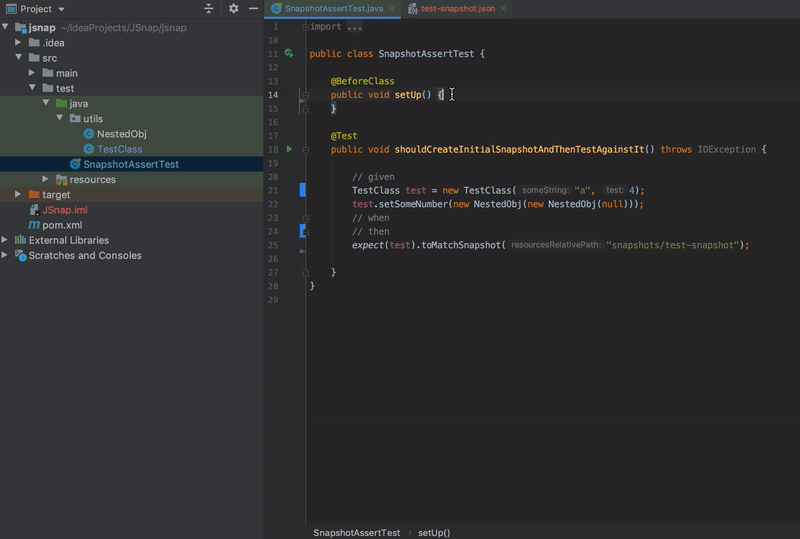 Project
SnapshotAssertTest.java
test-snapshot.json
jsnap ~/IdeaProjects/JSnap/jsnap
.idea
src
main
test
java
utils
NestedObj
TestClass
SnapshotAssertTest
resources
target
JSnap.iml
pom.xml
External Libraries
Scratches and Consoles
1 import ...
10
11 public class SnapshotAssertTest {
12
13 @BeforeClass
14 public void setUp() {
15 }
16
17 @Test
18 public void shouldCreateInitialSnapshotAndThenTestAgainstIt() throws IOException {
19
20 // given
21 TestClass test = new TestClass( someString: "a", test: 4);
22 test.setSomeNumber(new NestedObj(new NestedObj(null)));
23 // when
24 // then
25 expect(test).toMatchSnapshot( resourcesRelativePath: "snapshots/test-snapshot");
26
27 }
28 }
29
SnapshotAssertTest › setUp()